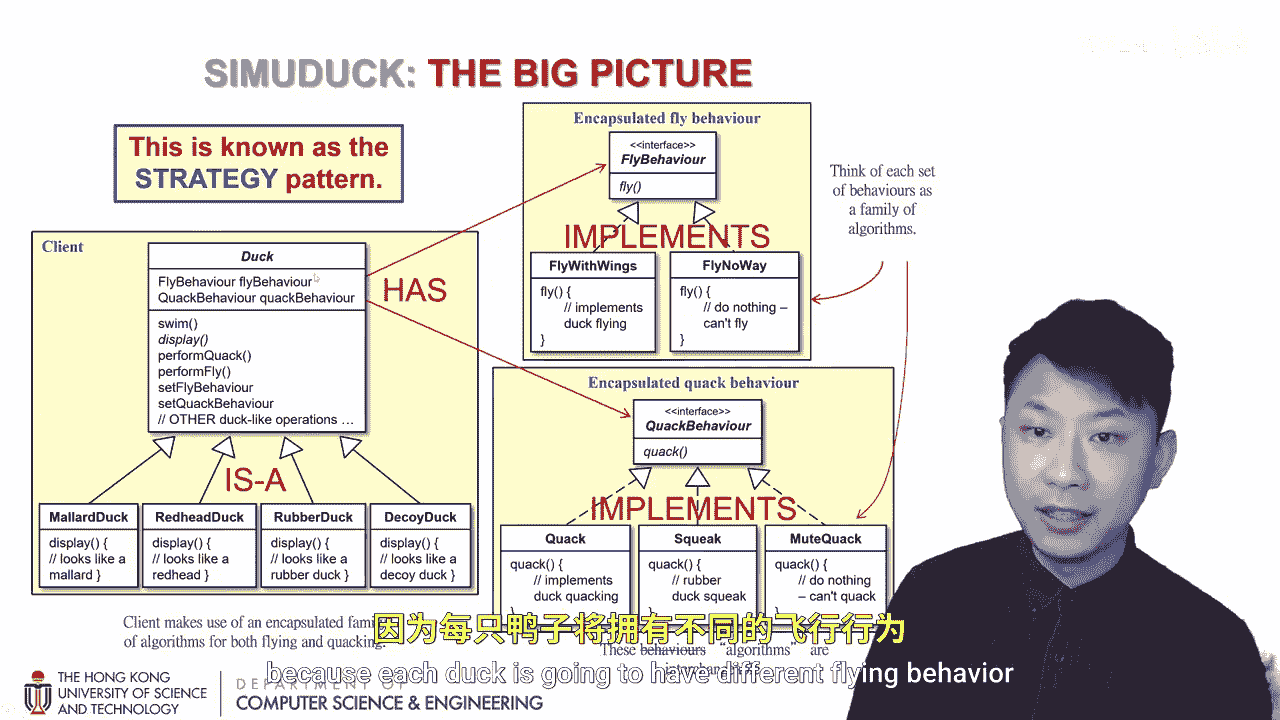 SIMUDUCK: THE BIG PICTURE
This is known as the
STRATEGY pattern.
Client
Duck
FlyBehaviour flyBehaviour
QuackBehaviour quackBehaviour
swim()
display()
performQuack()
performFly()
setFlyBehaviour
setQuackBehaviour
// OTHER duck-like operations …
HAS
IS-A
MallardDuck
display() {
// looks like a
mallard }
RedheadDuck
display() {
// looks like a
redhead }
RubberDuck
display() {
// looks like a
rubber duck }
DecoyDuck
display() {
// looks like a
decoy duck }
Encapsulated fly behaviour
<<interface>>
FlyBehaviour
fly()
IMPLEMENTS
FlyWithWings
fly() {
// implements
duck flying
}
FlyNoWay
fly() {
// do nothing –
can't fly
}
Think of each set
of behaviours as
a family of
algorithms.
Encapsulated quack behaviour
<<interface>>
QuackBehaviour
quack()
IMPLEMENTS
Quack
quack() {
// implements
duck quacking
Squeak
quack() {
// rubber
duck squeak
MuteQuack
quack() {
// do nothing
– can't quack
Client makes use of an encapsulated
of algorithms for both flying and quacking.
These behaviours "algorithms" are
因为每只鸭子将拥有不同的飞行行为
because each duck is going to have different flying behavior
THE HONG KONG
UNIVERSITY OF SCIENCE
AND TECHNOLOGY
COMPUTER SCIENCE & ENGINEERING